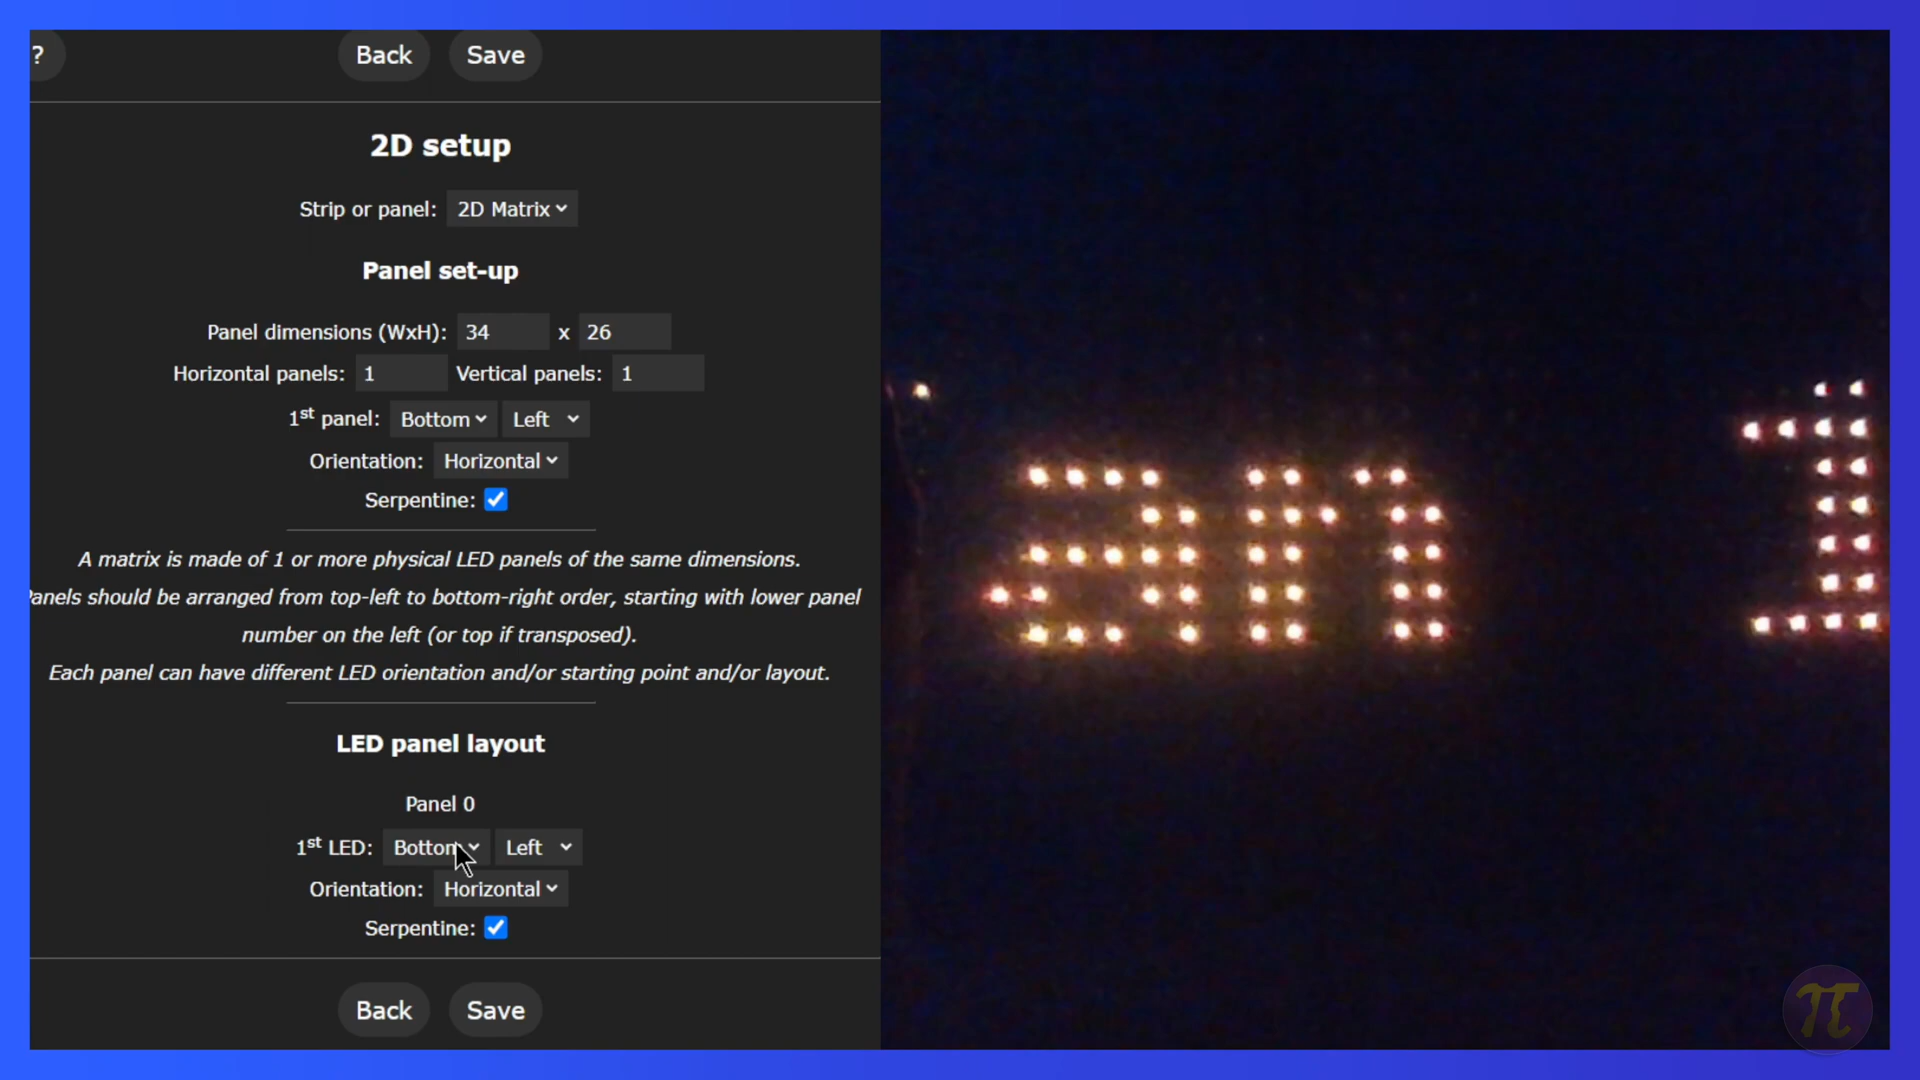 ?
Back Save
2D setup
Strip or panel: 2D Matrix
Panel set-up
Panel dimensions (WxH): 34 x 26
Horizontal panels: 1 Vertical panels: 1
1st panel: Bottom Left
Orientation: Horizontal
Serpentine:
A matrix is made of 1 or more physical LED panels of the same dimensions.
Panels should be arranged from top-left to bottom-right order, starting with lower panel
number on the left (or top if transposed).
Each panel can have different LED orientation and/or starting point and/or layout.
LED panel layout
Panel 0
1st LED: Bottom Left
Orientation: Horizontal
Serpentine:
Back Save
an
π